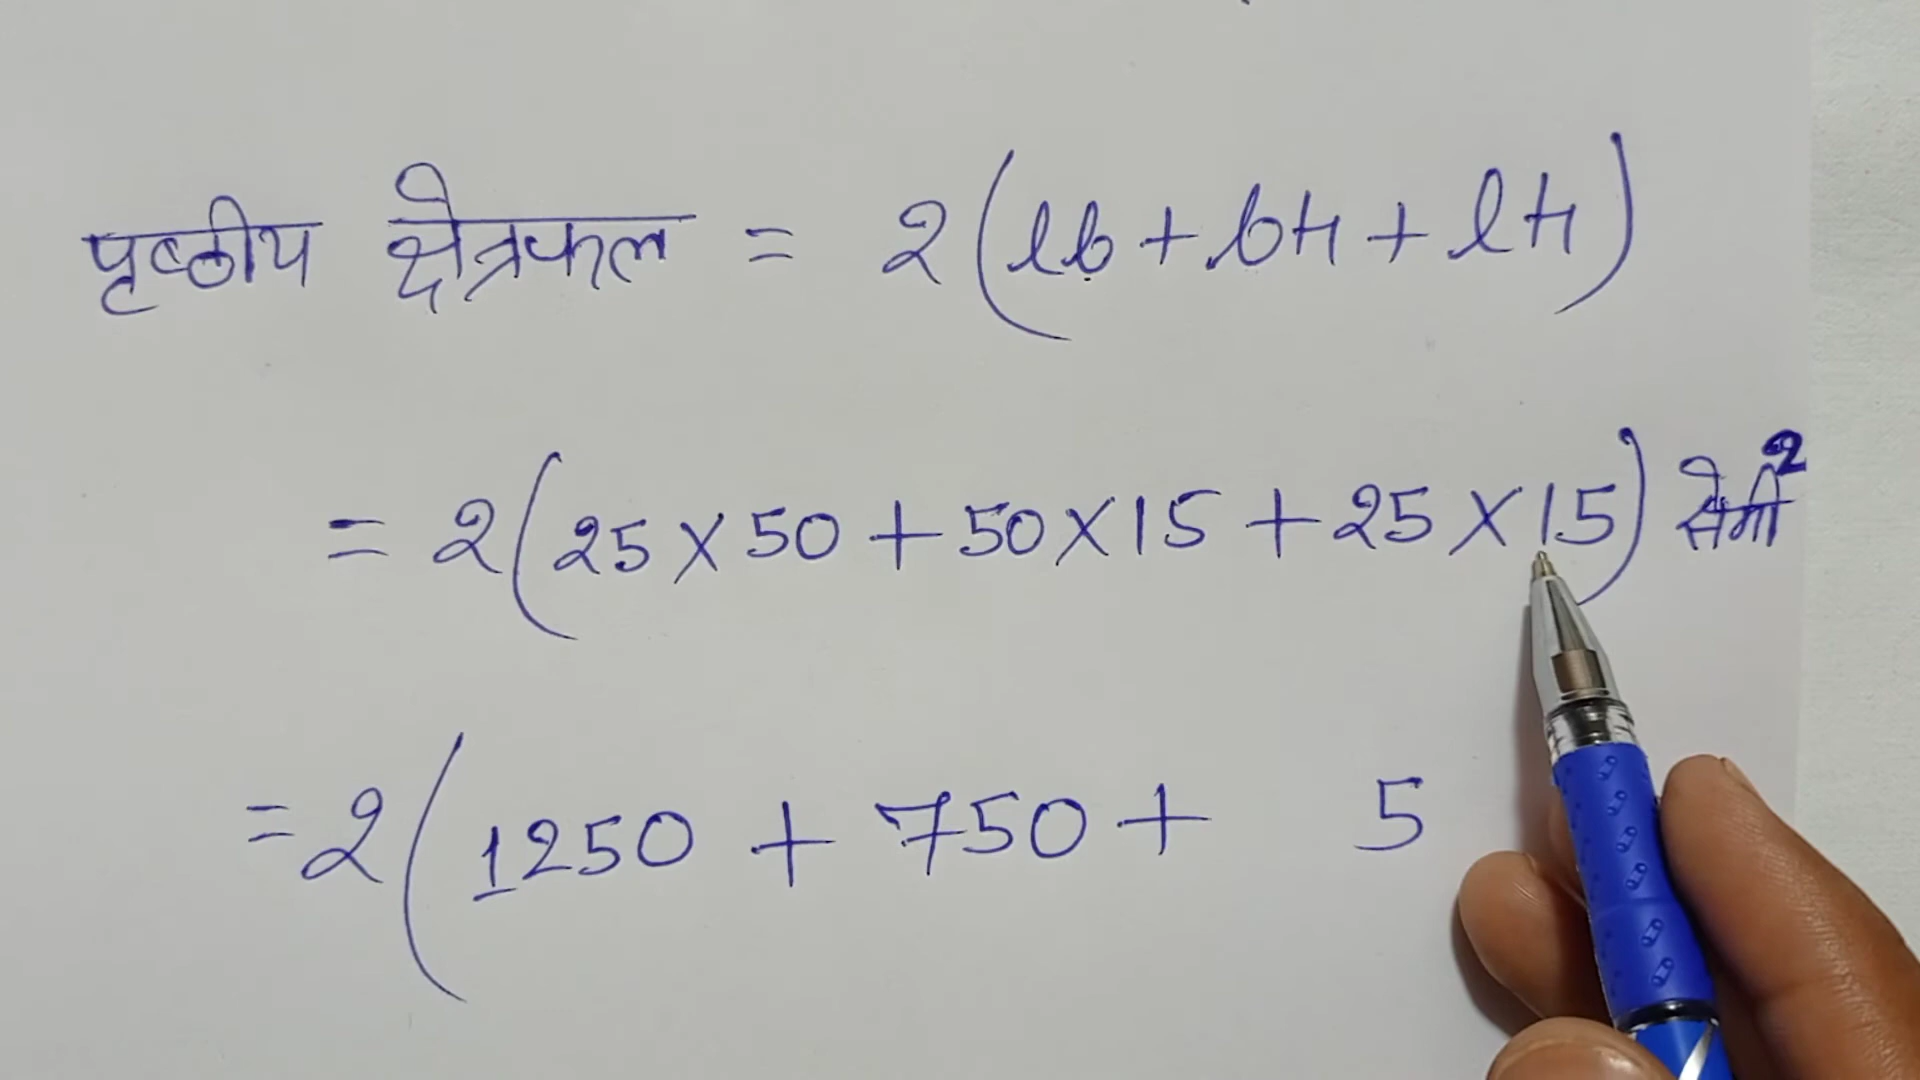 पृष्ठीय क्षेत्रफल = 2(lb + bh + lh)
= 2(25 × 50 + 50 × 15 + 25 × 15) सेमी²
= 2(1250 + 750 + 5